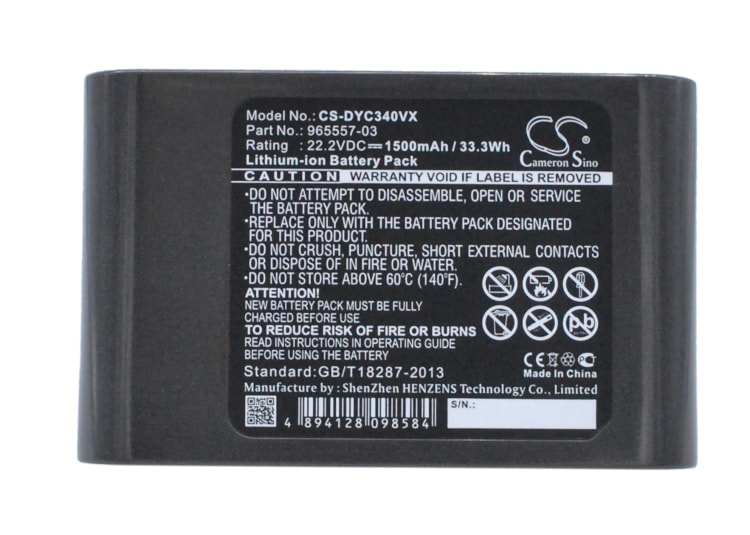 Model No.: CS-DYC340VX
Part No.: 965557-03
Rating : 22.2VDC⎓1500mAh / 33.3Wh
Lithium-ion Battery Pack
CS
Cameron Sino
CAUTION WARRANTY VOID IF LABEL IS REMOVED
•DO NOT ATTEMPT TO DISASSEMBLE, OPEN OR SERVICE
THE BATTERY PACK.
•REPLACE ONLY WITH THE BATTERY PACK DESIGNATED
FOR THIS PRODUCT.
•DO NOT CRUSH, PUNCTURE, SHORT EXTERNAL CONTACTS
OR DISPOSE OF IN FIRE OR WATER.
•DO NOT STORE ABOVE 60°C (140°F).
ATTENTION!
NEW BATTERY PACK MUST BE FULLY
CHARGED BEFORE FIRST USE
TO REDUCE RISK OF FIRE OR BURNS
READ INSTRUCTIONS IN OPERATING GUIDE
BEFORE USING THE BATTERY.
Pb
CE
Made In China
Standard:GB/T18287-2013
Manufacture by : ShenZhen HENZENS Technology Co., Limited
4 894128 098584
S/N.: